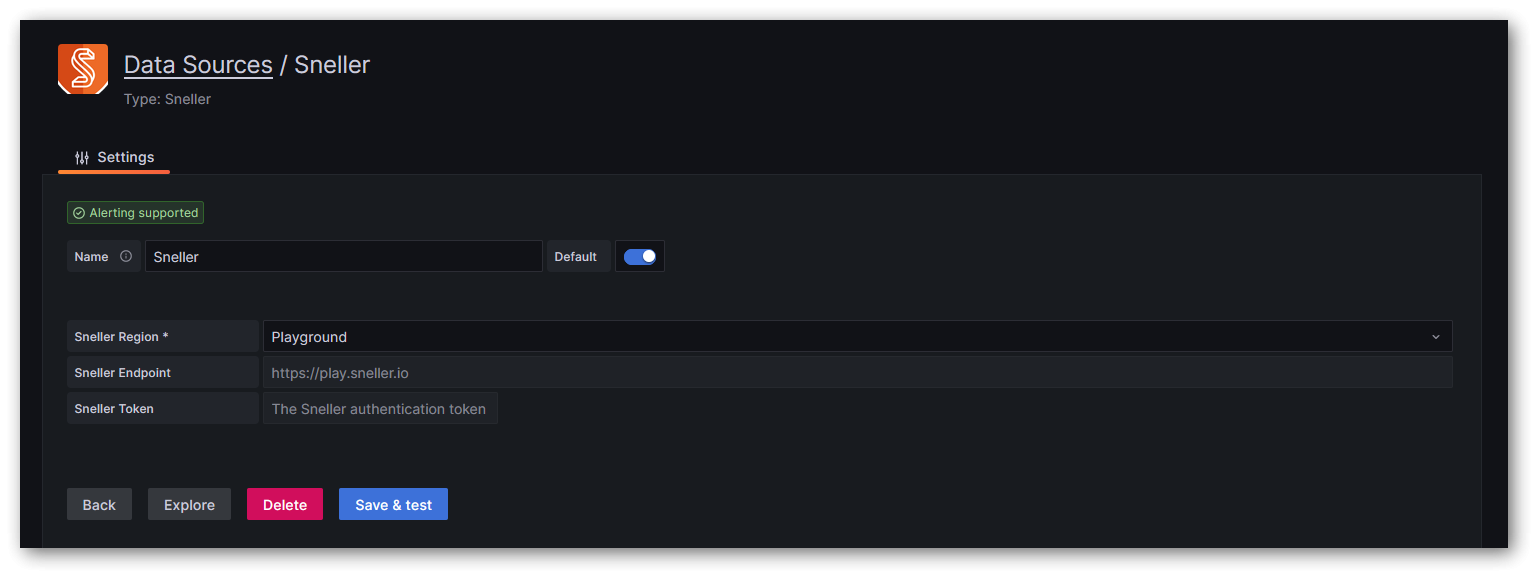 Data Sources / Sneller
Type: Sneller
Settings
Alerting supported
Name Sneller Default
Sneller Region * Playground
Sneller Endpoint https://play.sneller.io
Sneller Token The Sneller authentication token
Back Explore Delete Save & test